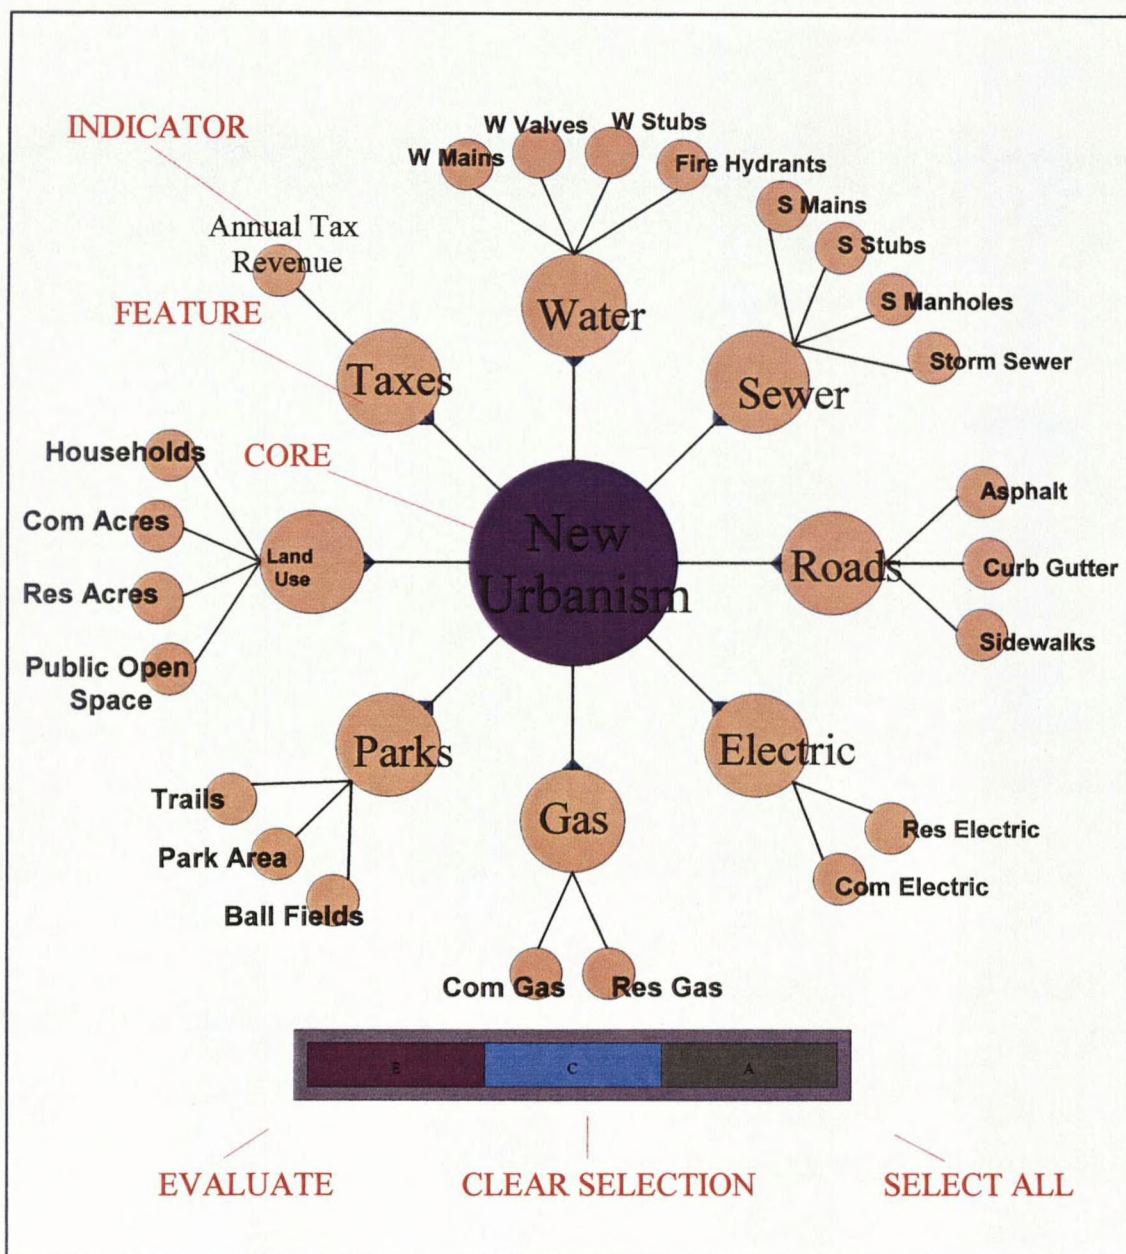 INDICATOR
W Valves
W Stubs
W Mains
Fire Hydrants
S Mains
Annual Tax
Revenue
S Stubs
FEATURE
S Manholes
Water
Storm Sewer
Taxes
Sewer
Households
CORE
Asphalt
Com Acres
New
Urbanism
Land
Use
Roads
Curb Gutter
Res Acres
Sidewalks
Public Open
Space
Parks
Electric
Trails
Gas
Res Electric
Park Area
Com Electric
Ball Fields
Com Gas
Res Gas
E
C
A
EVALUATE
CLEAR SELECTION
SELECT ALL